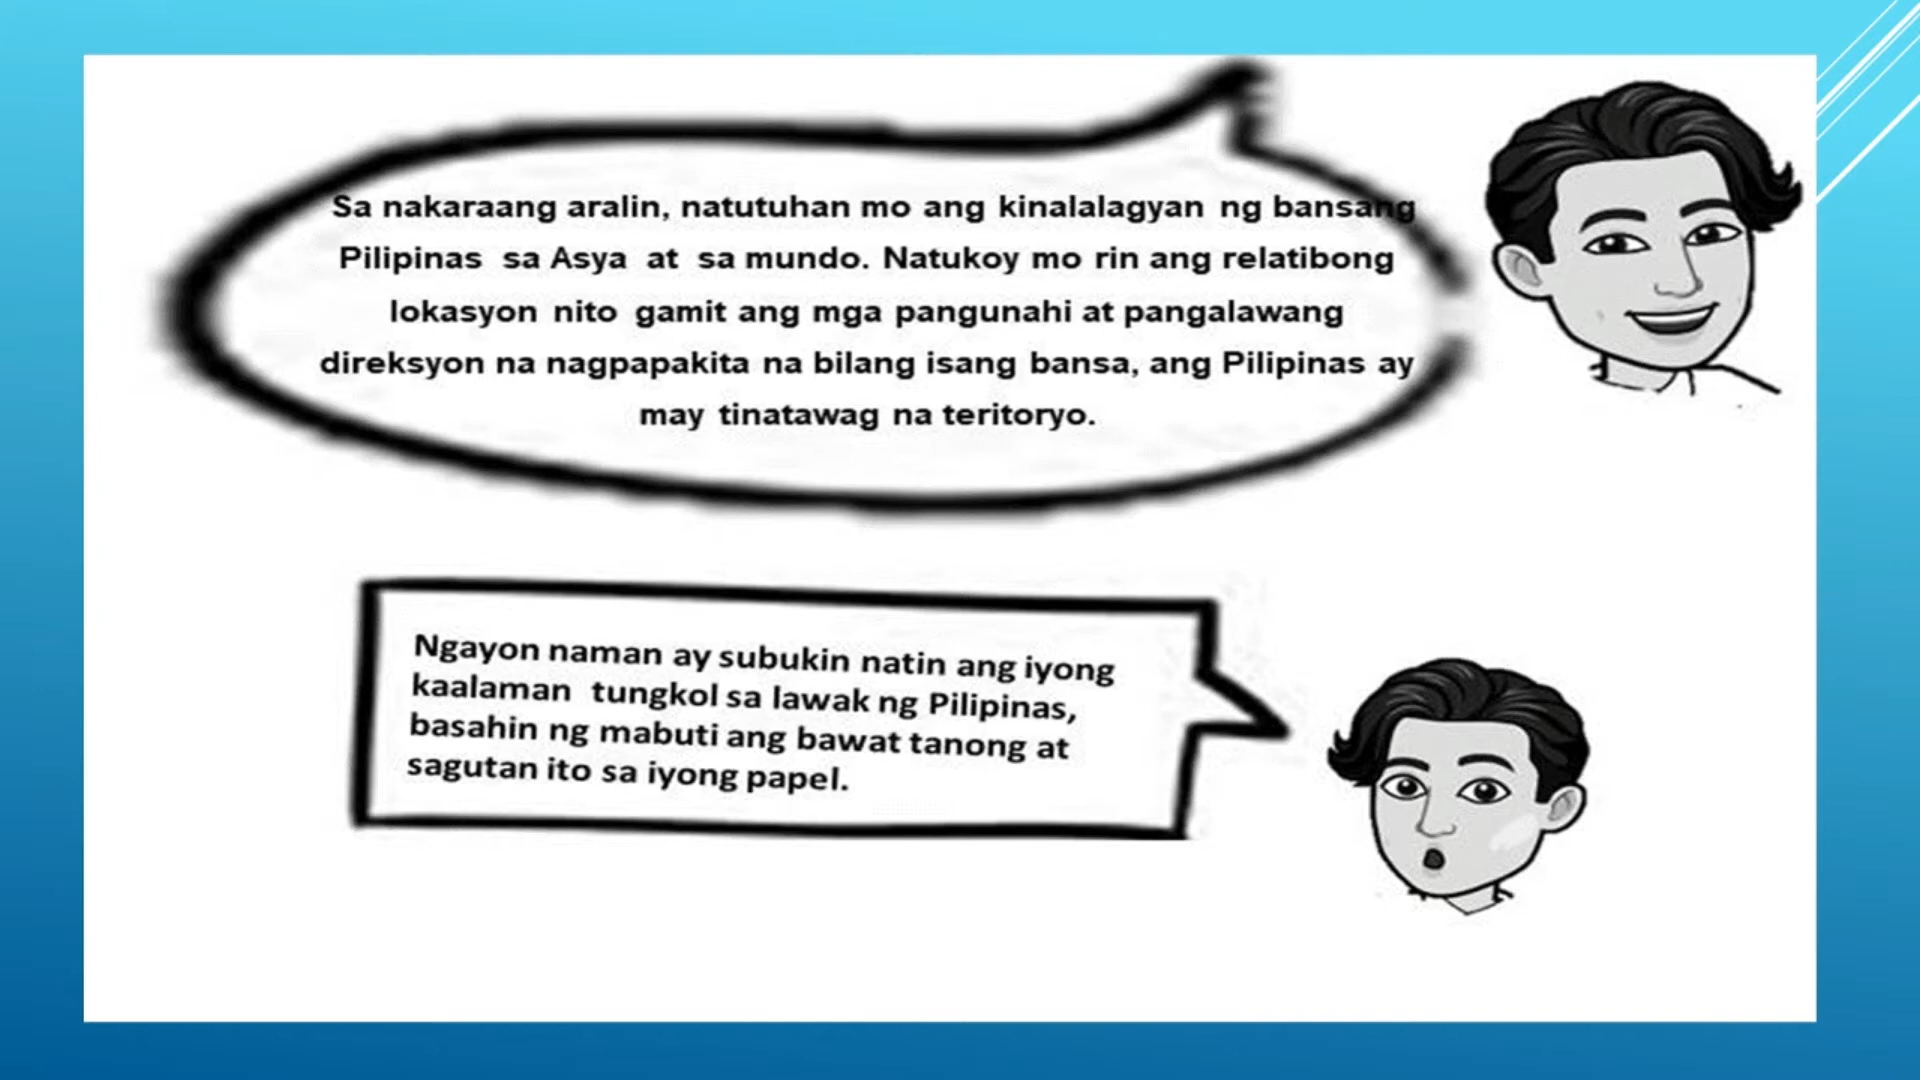 Sa nakaraang aralin, natutuhan mo ang kinalalagyan ng bansang
Pilipinas sa Asya at sa mundo. Natukoy mo rin ang relatibong
lokasyon nito gamit ang mga pangunahi at pangalawang
direksyon na nagpapakita na bilang isang bansa, ang Pilipinas ay
may tinatawag na teritoryo.
Ngayon naman ay subukin natin ang iyong
kaalaman tungkol sa lawak ng Pilipinas,
basahin ng mabuti ang bawat tanong at
sagutan ito sa iyong papel.